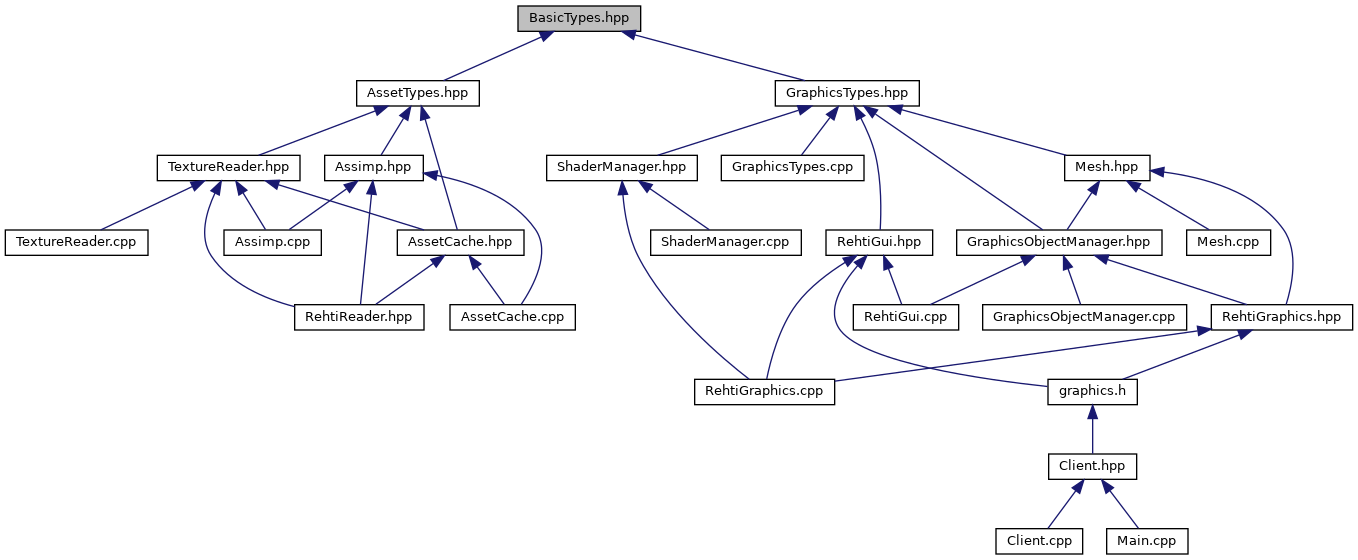 BasicTypes.hpp
AssetTypes.hpp
GraphicsTypes.hpp
TextureReader.hpp
Assimp.hpp
ShaderManager.hpp
GraphicsTypes.cpp
Mesh.hpp
TextureReader.cpp
Assimp.cpp
AssetCache.hpp
ShaderManager.cpp
RehtiGui.hpp
GraphicsObjectManager.hpp
Mesh.cpp
RehtiReader.hpp
AssetCache.cpp
RehtiGui.cpp
GraphicsObjectManager.cpp
RehtiGraphics.hpp
RehtiGraphics.cpp
graphics.h
Client.hpp
Client.cpp
Main.cpp